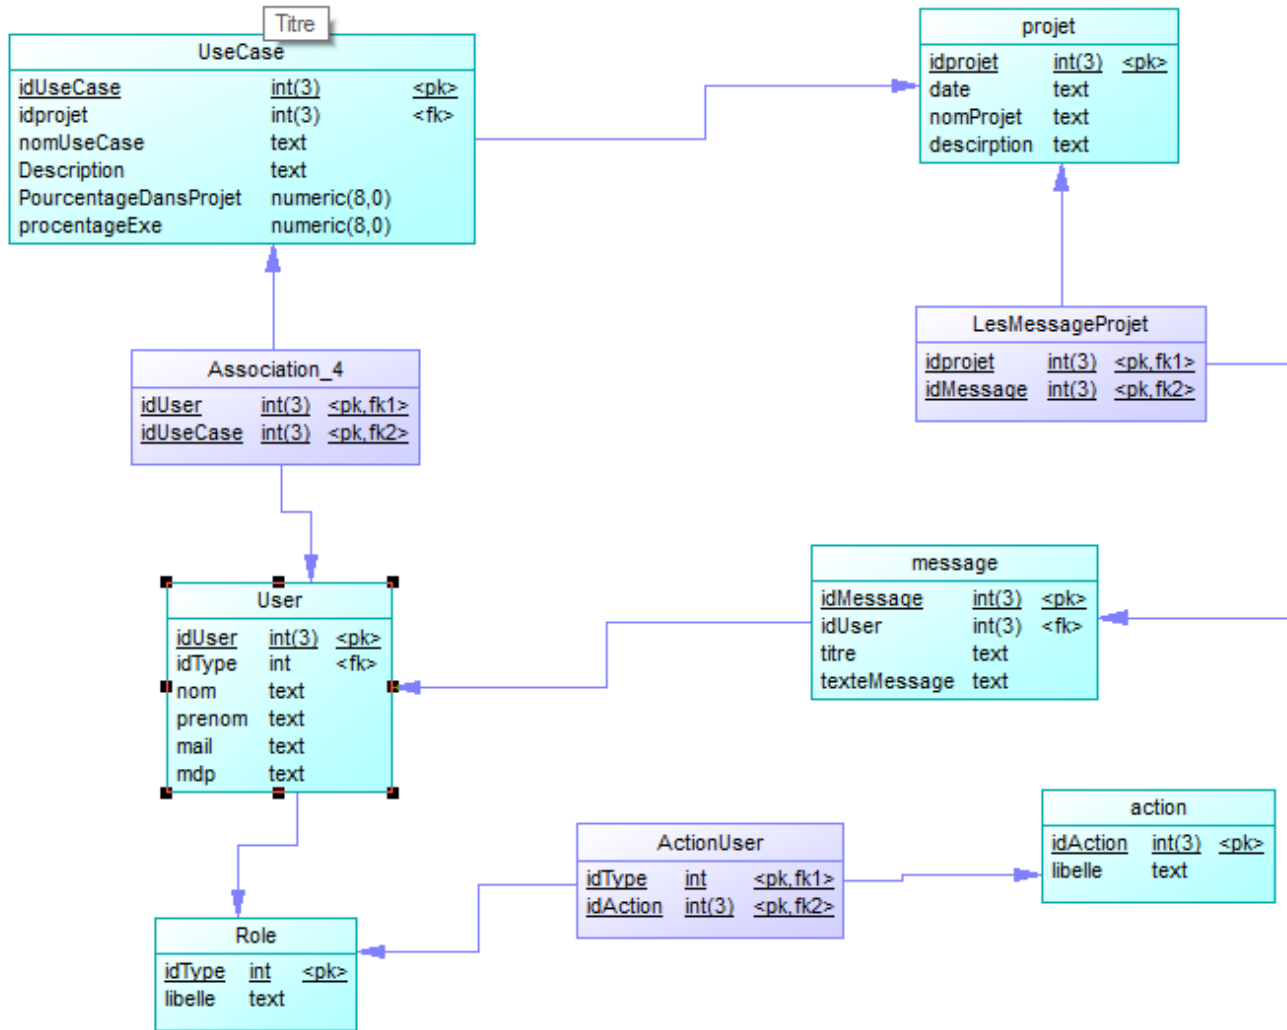 Titre
UseCase
idUseCase int(3) <pk>
idprojet int(3) <fk>
nomUseCase text
Description text
PourcentageDansProjet numeric(8,0)
procentageExe numeric(8,0)
projet
idprojet int(3) <pk>
date text
nomProjet text
descirption text
LesMessageProjet
idprojet int(3) <pk,fk1>
idMessage int(3) <pk,fk2>
Association_4
idUser int(3) <pk,fk1>
idUseCase int(3) <pk,fk2>
message
idMessage int(3) <pk>
idUser int(3) <fk>
titre text
texteMessage text
User
idUser int(3) <pk>
idType int <fk>
nom text
prenom text
mail text
mdp text
action
idAction int(3) <pk>
libelle text
ActionUser
idType int <pk,fk1>
idAction int(3) <pk,fk2>
Role
idType int <pk>
libelle text